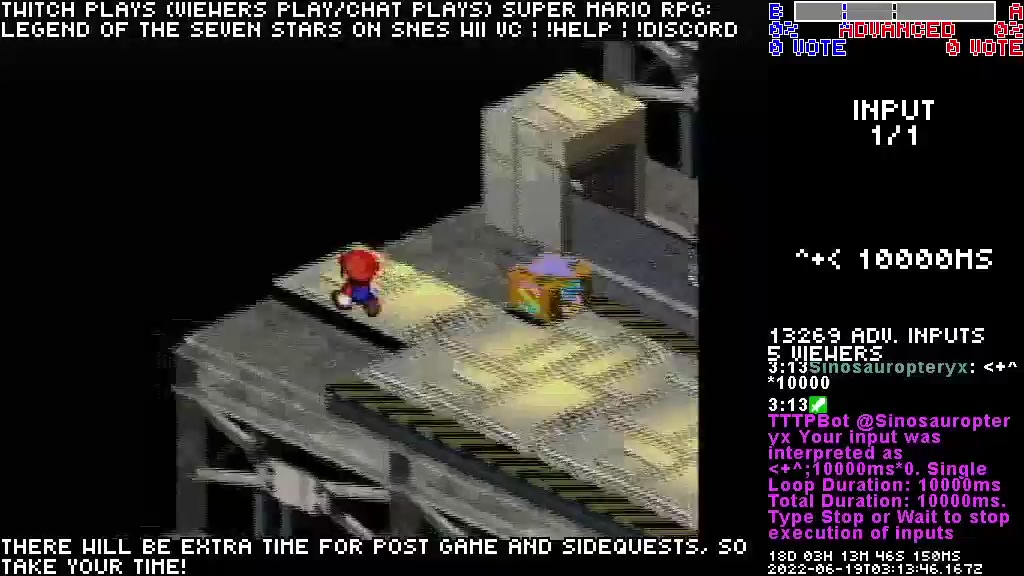 TWITCH PLAYS (VIEWERS PLAY/CHAT PLAYS) SUPER MARIO RPG:
LEGEND OF THE SEVEN STARS ON SNES WII VC ¦ !HELP ¦ !DISCORD
B A
0% ADVANCED 0%
0 VOTE 0 VOTE
INPUT
1/1
^+< 10000MS
13269 ADV. INPUTS
5 VIEWERS
3:13 Sinosauropteryx: <+^
*10000
3:13
TTTPBot @Sinosauropter
yx Your input was
interpreted as
<+^;10000ms*0. Single
Loop Duration: 10000ms
Total Duration: 10000ms.
Type Stop or Wait to stop
execution of inputs
THERE WILL BE EXTRA TIME FOR POST GAME AND SIDEQUESTS, SO
TAKE YOUR TIME!
18D 03H 13M 46S 150MS
2022-06-19T03:13:46.167Z